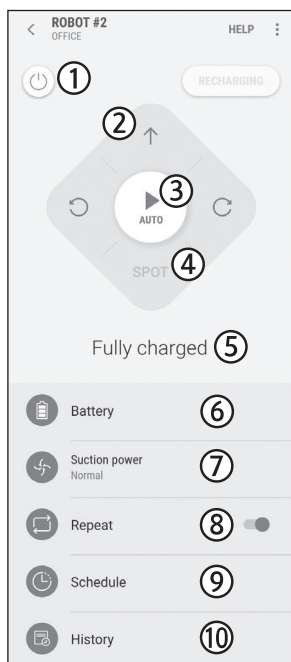 ROBOT #2
OFFICE
HELP
①
RECHARGING
②
③
AUTO
SPOT ④
Fully charged ⑤
Battery ⑥
Suction power ⑦
Normal
Repeat ⑧
Schedule ⑨
History ⑩